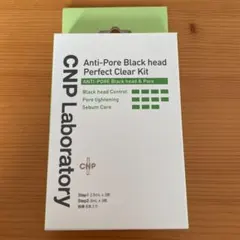 Anti-Pore Black head
Perfect Clear Kit
ANTI-PORE Black head & Pore
Black head Control
Pore tightening
Sebum Care
CNP Laboratory
CNP